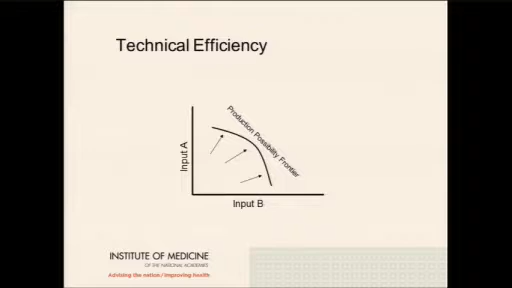 Technical Efficiency
Production Possibility Frontier
Input A
Input B
INSTITUTE OF MEDICINE
OF THE NATIONAL ACADEMIES
Advising the nation / Improving health